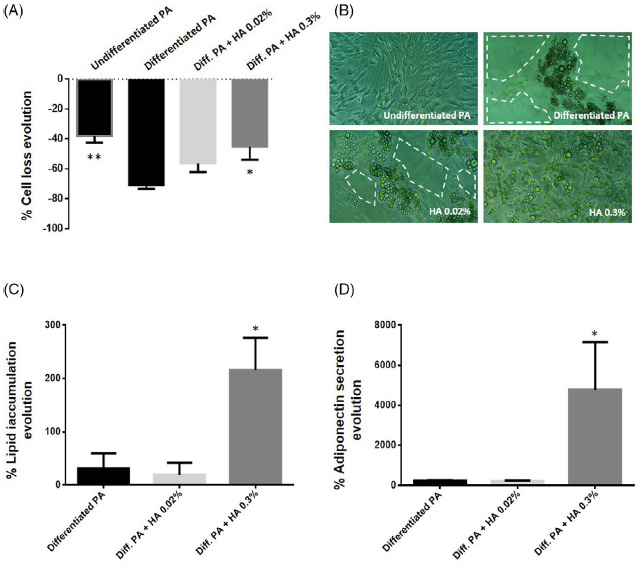 (A)
Undifferentiated PA
Differentiated PA
Diff. PA + HA 0.02%
Diff. PA + HA 0.3%
% Cell loss evolution
0
-20
-40
-60
-80
-100
**
*
(B)
Undifferentiated PA
Differentiated PA
HA 0.02%
HA 0.3%
(C)
% Lipid iaccumulation
evolution
300
200
100
0
*
Differentiated PA
Diff. PA + HA 0.02%
Diff. PA + HA 0.3%
(D)
% Adiponectin secretion
evolution
8000
6000
4000
2000
0
*
Differentiated PA
Diff. PA + HA 0.02%
Diff. PA + HA 0.3%